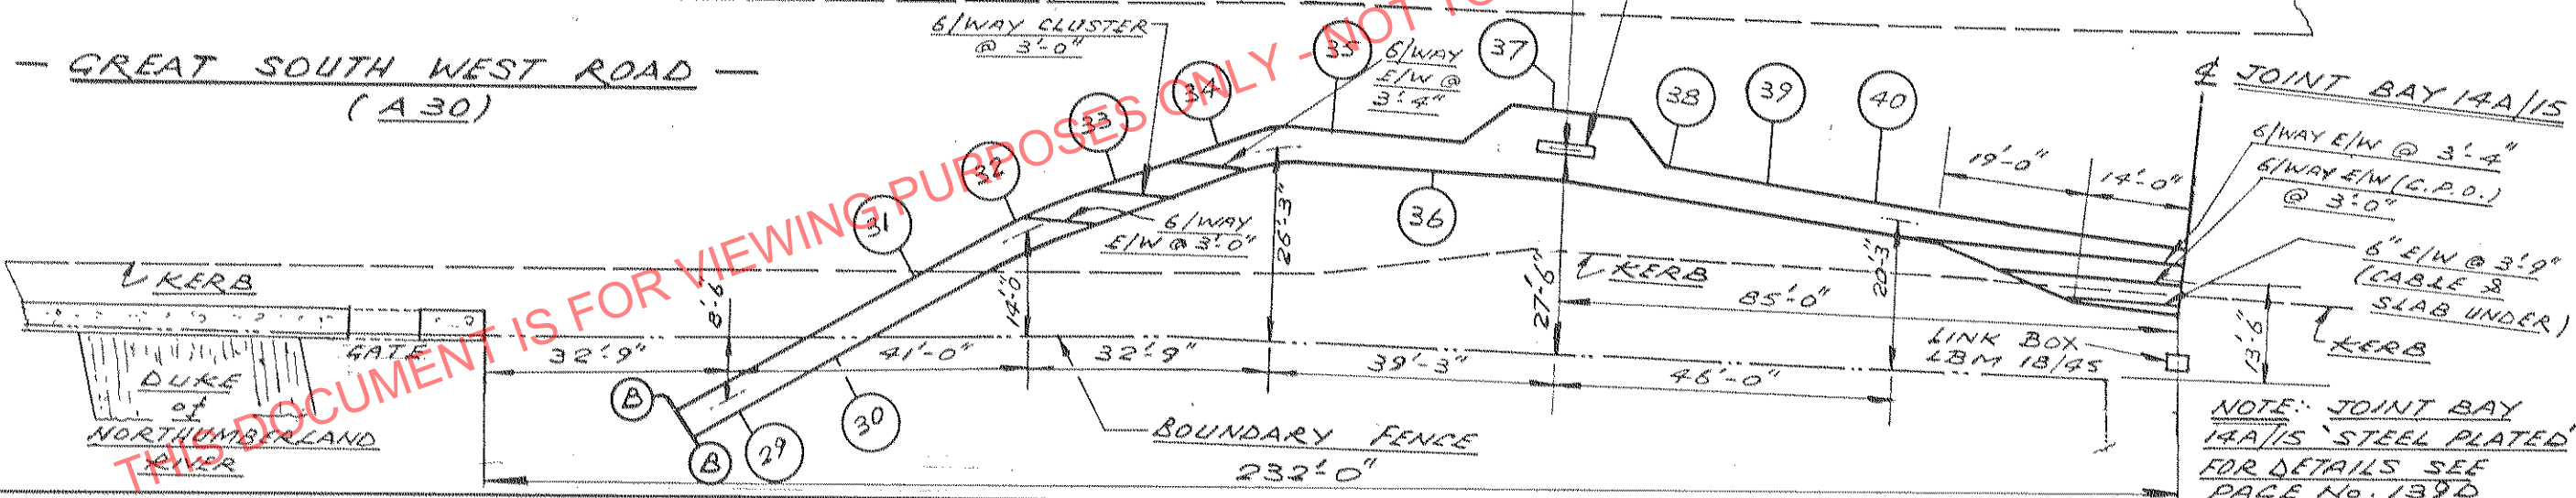 GREAT SOUTH WEST ROAD
(A30)
6/WAY CLUSTER
@ 3'-0"
35
6/WAY
E/W @
3'-4"
37
34
33
32
31
38
39
40
℄ JOINT BAY 14A/15
6/WAY E/W @ 3'-4"
6/WAY E/W (G.P.O.)
@ 3'-0"
6" E/W @ 3'-9"
(CABLE &
SLAB UNDER)
19'-0"
14'-0"
36
6/WAY
E/W @ 3'-0"
KERB
8'-6"
14'-0"
26'-3"
27'-6"
KERB
85'-0"
20'-3"
LINK BOX
LBM 18/45
13'-6"
KERB
GATE
32'-9"
41'-0"
32'-9"
39'-3"
46'-0"
DUKE
of
NORTHUMBERLAND
RIVER
B
B
29
30
BOUNDARY FENCE
232'-0"
NOTE:- JOINT BAY
14A/15 'STEEL PLATED'
FOR DETAILS SEE
PAGE No. 139D
THIS DOCUMENT IS FOR VIEWING PURPOSES ONLY - NOT TO